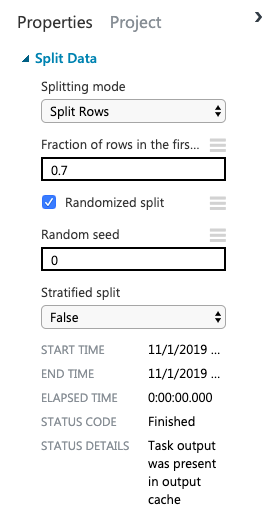 Properties Project
Split Data
Splitting mode
Split Rows
Fraction of rows in the firs...
0.7
Randomized split
Random seed
0
Stratified split
False
START TIME 11/1/2019 ...
END TIME 11/1/2019 ...
ELAPSED TIME 0:00:00.000
STATUS CODE Finished
STATUS DETAILS Task output
was present
in output
cache